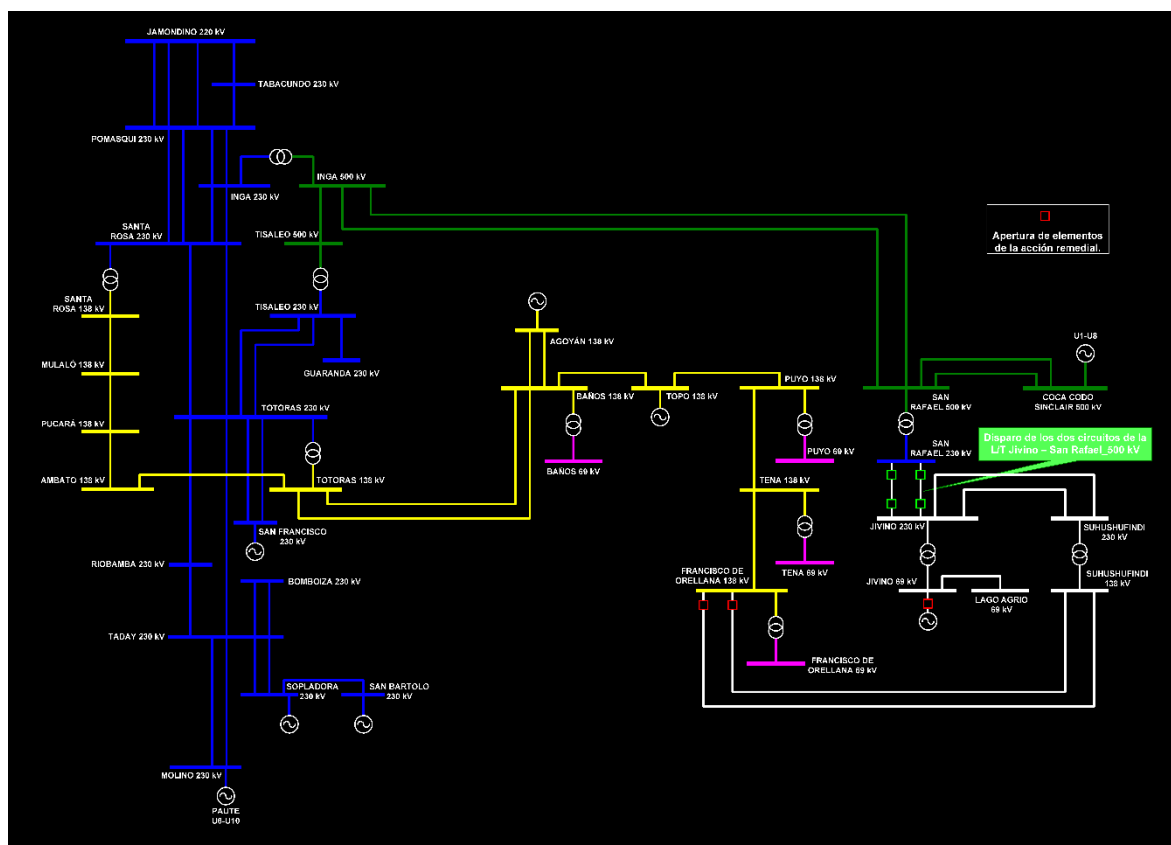 JAMONDINO 220 kV
TABACUNDO 230 kV
POMASQUI 230 kV
INGA 230 kV
INGA 500 kV
SANTA
ROSA 230 kV
TISALEO 500 kV
Apertura de elementos
de la acción remedial.
SANTA
ROSA 138 kV
TISALEO 230 kV
AGOYÁN 138 kV
U1-U8
MULALÓ 138 kV
GUARANDA 230 kV
BAÑOS 138 kV
TOPO 138 kV
PUYO 138 kV
SAN
RAFAEL 500 kV
COCA CODO
SINCLAIR 500 kV
PUCARÁ 138 kV
TOTORAS 230 kV
Disparo de los dos circuitos de la
L/T Jivino – San Rafael_500 kV
SAN
RAFAEL 230 kV
BAÑOS 69 kV
PUYO 69 kV
AMBATO 138 kV
TOTORAS 138 kV
TENA 138 kV
SAN FRANCISCO
230 kV
JIVINO 230 kV
SUHUSHUFINDI
230 kV
RIOBAMBA 230 kV
BOMBOIZA 230 kV
TENA 69 kV
FRANCISCO DE
ORELLANA 138 kV
JIVINO 69 kV
LAGO AGRIO
69 kV
SUHUSHUFINDI
138 kV
TADAY 230 kV
FRANCISCO DE
ORELLANA 69 kV
SOPLADORA
230 kV
SAN BARTOLO
230 kV
MOLINO 230 kV
PAUTE
U6-U10